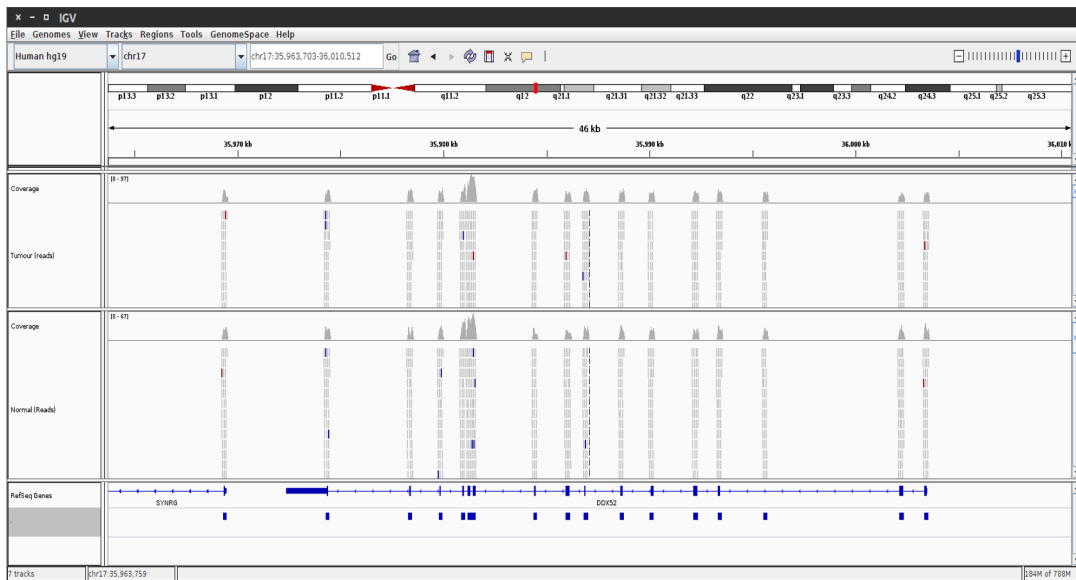 IGV
File Genomes View Tracks Regions Tools GenomeSpace Help
Human hg19 chr17 chr17:35,963,703-36,010,512 Go
p13.3 p13.2 p13.1 p12 p11.2 p11.1 q11.2 q12 q21.1 q21.31 q21.32 q21.33 q22 q23.1 q23.3 q24.2 q24.3 q25.1 q25.2 q25.3
46 kb
35,970 kb 35,980 kb 35,990 kb 36,000 kb 36,010 k
Coverage
[0 - 57]
Tumour (reads)
Coverage
[0 - 67]
Normal (Reads)
RefSeq Genes
SYNRG DDX52
7 tracks chr17:35,963,759 184M of 788M